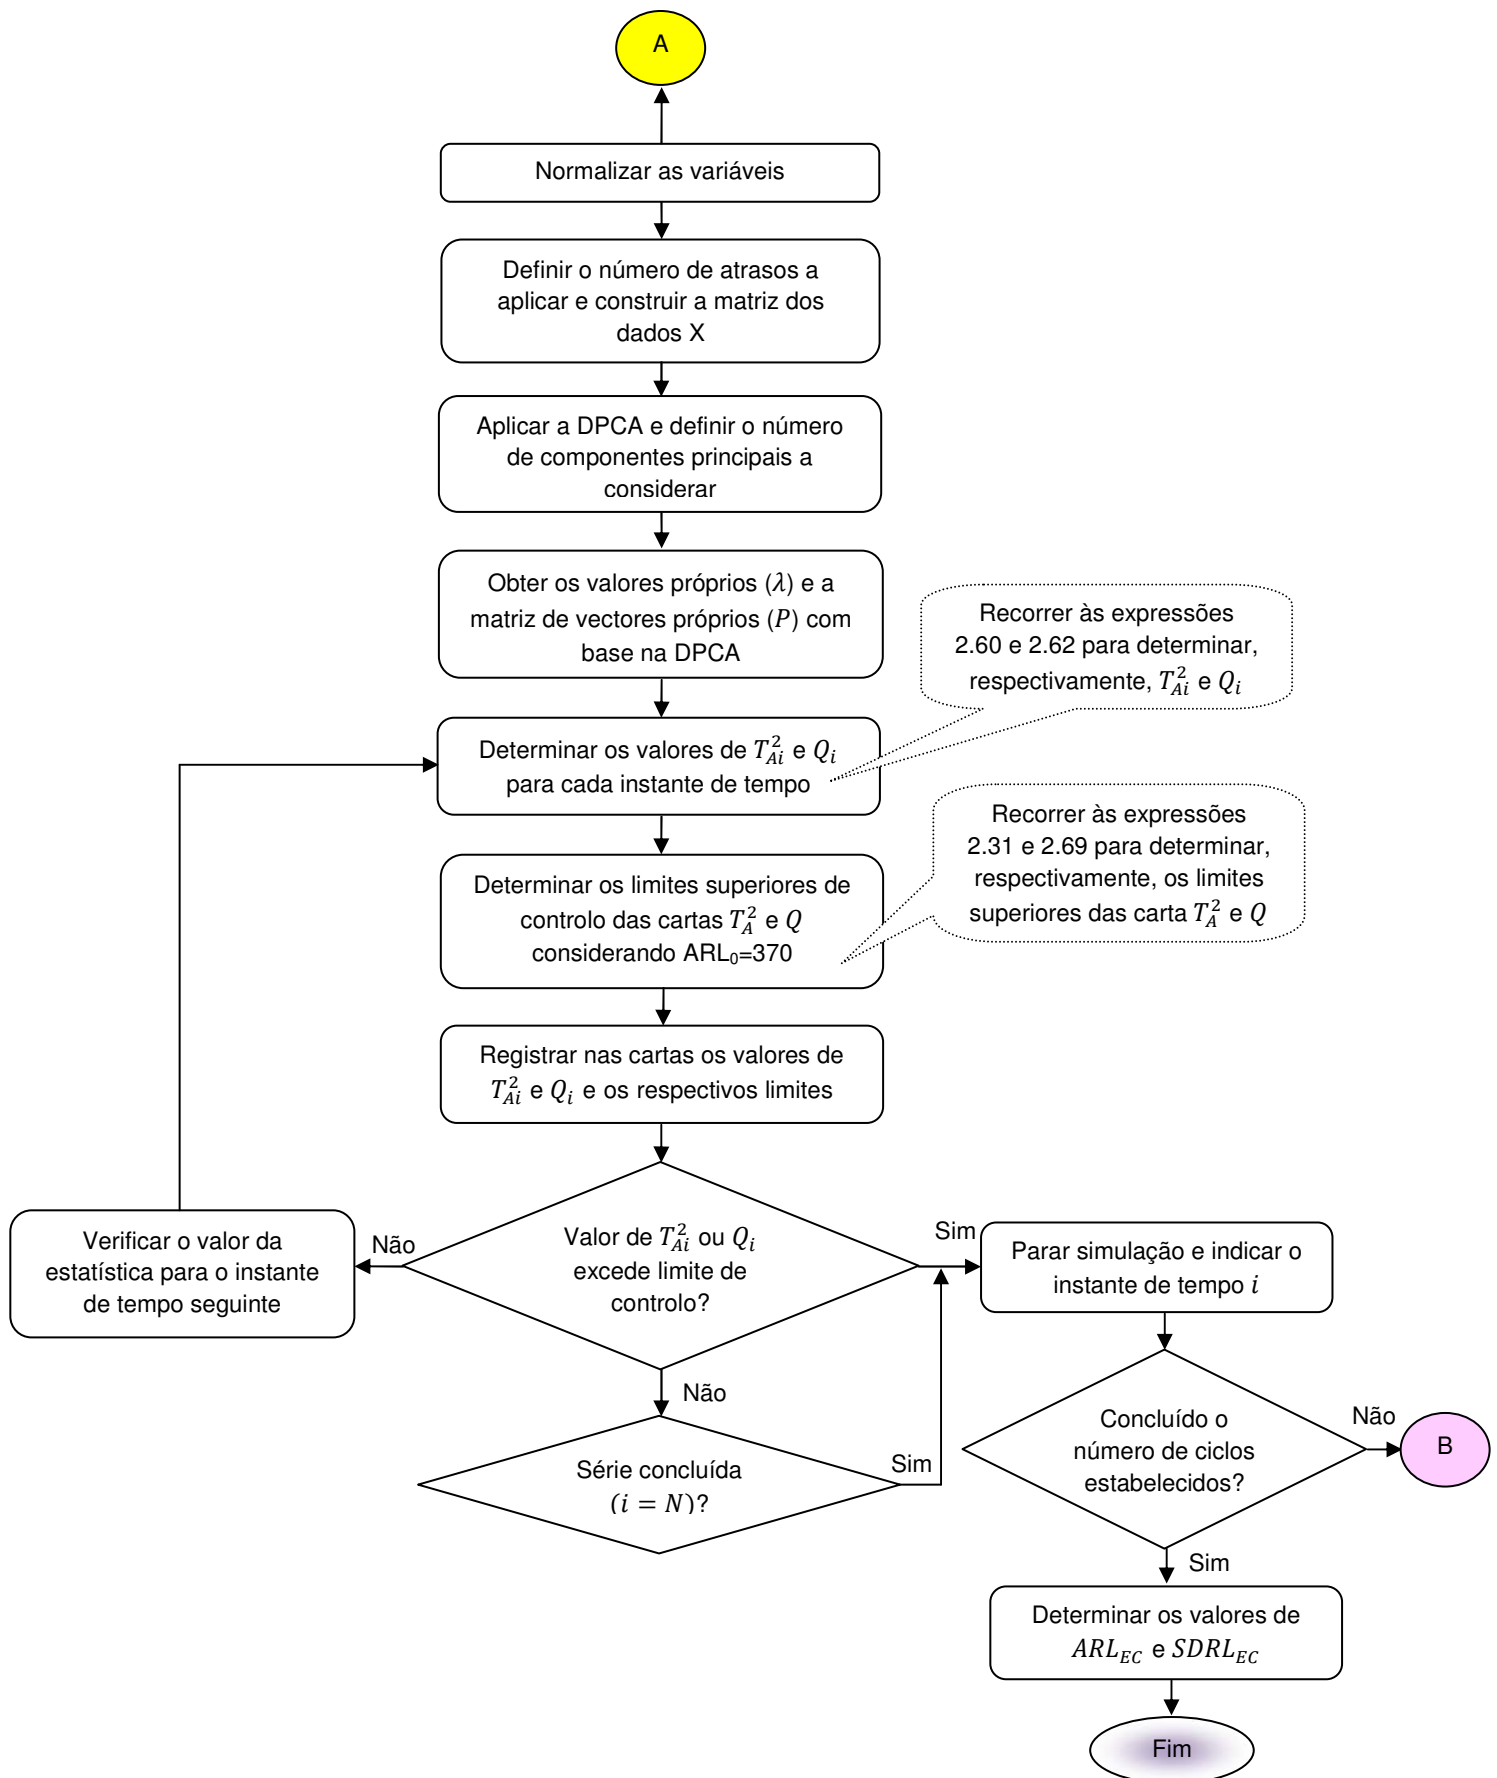 A
Normalizar as variáveis
Definir o número de atrasos a
aplicar e construir a matriz dos
dados X
Aplicar a DPCA e definir o número
de componentes principais a
considerar
Obter os valores próprios (λ) e a
matriz de vectores próprios (P) com
base na DPCA
Recorrer às expressões
2.60 e 2.62 para determinar,
respectivamente, T²_Ai e Q_i
Determinar os valores de T²_Ai e Q_i
para cada instante de tempo
Recorrer às expressões
2.31 e 2.69 para determinar,
respectivamente, os limites
superiores das carta T²_A e Q
Determinar os limites superiores de
controlo das cartas T²_A e Q
considerando ARL₀=370
Registrar nas cartas os valores de
T²_Ai e Q_i e os respectivos limites
Verificar o valor da
estatística para o instante
de tempo seguinte
Não
Valor de T²_Ai ou Q_i
excede limite de
controlo?
Sim
Parar simulação e indicar o
instante de tempo i
Não
Série concluída
(i = N)?
Sim
Concluído o
número de ciclos
estabelecidos?
Não
B
Sim
Determinar os valores de
ARL_EC e SDRL_EC
Fim